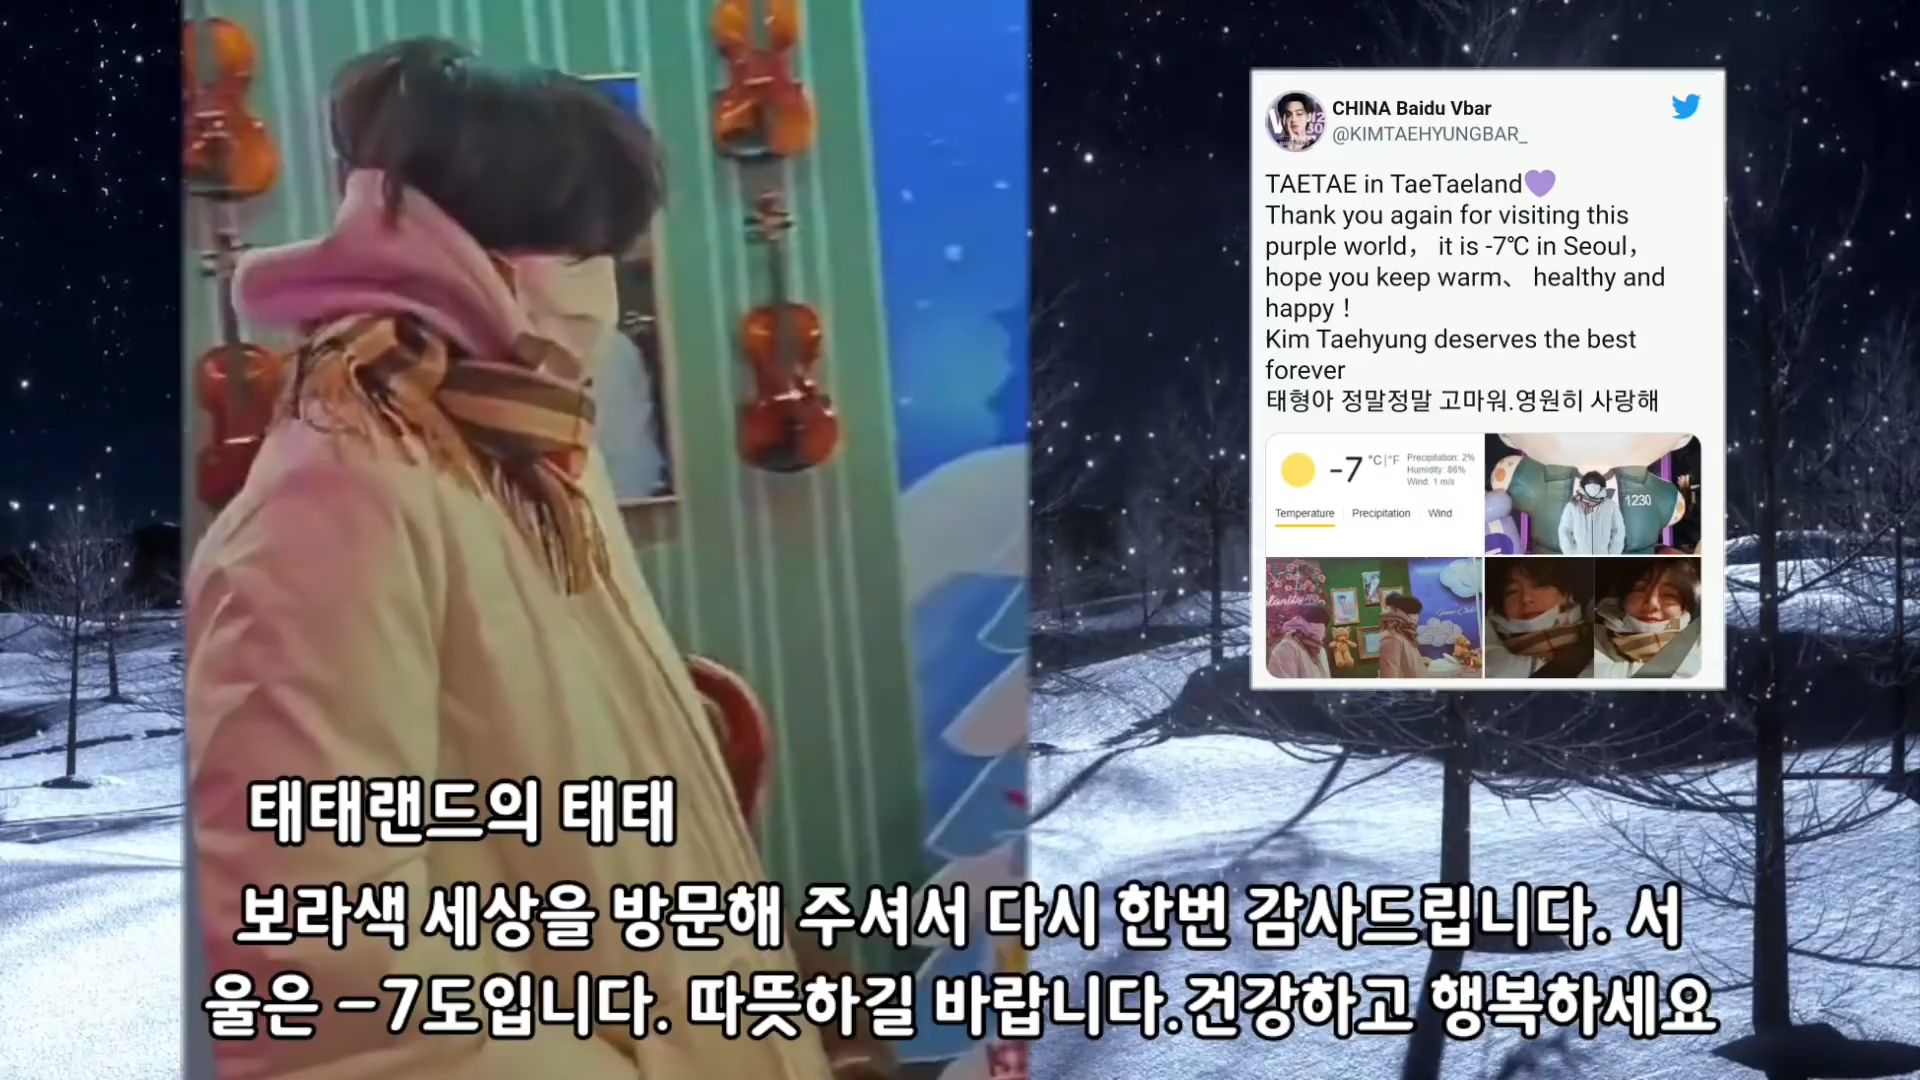 CHINA Baidu Vbar
@KIMTAEHYUNGBAR_
TAETAE in TaeTaeland💜
Thank you again for visiting this
purple world， it is -7℃ in Seoul，
hope you keep warm、 healthy and
happy！
Kim Taehyung deserves the best
forever
태형아 정말정말 고마워.영원히 사랑해
-7 °C|°F
Precipitation: 2%
Humidity: 86%
Wind: 1 m/s
Temperature Precipitation Wind
1230
태태랜드의 태태
보라색 세상을 방문해 주셔서 다시 한번 감사드립니다. 서
울은 -7도입니다. 따뜻하길 바랍니다.건강하고 행복하세요